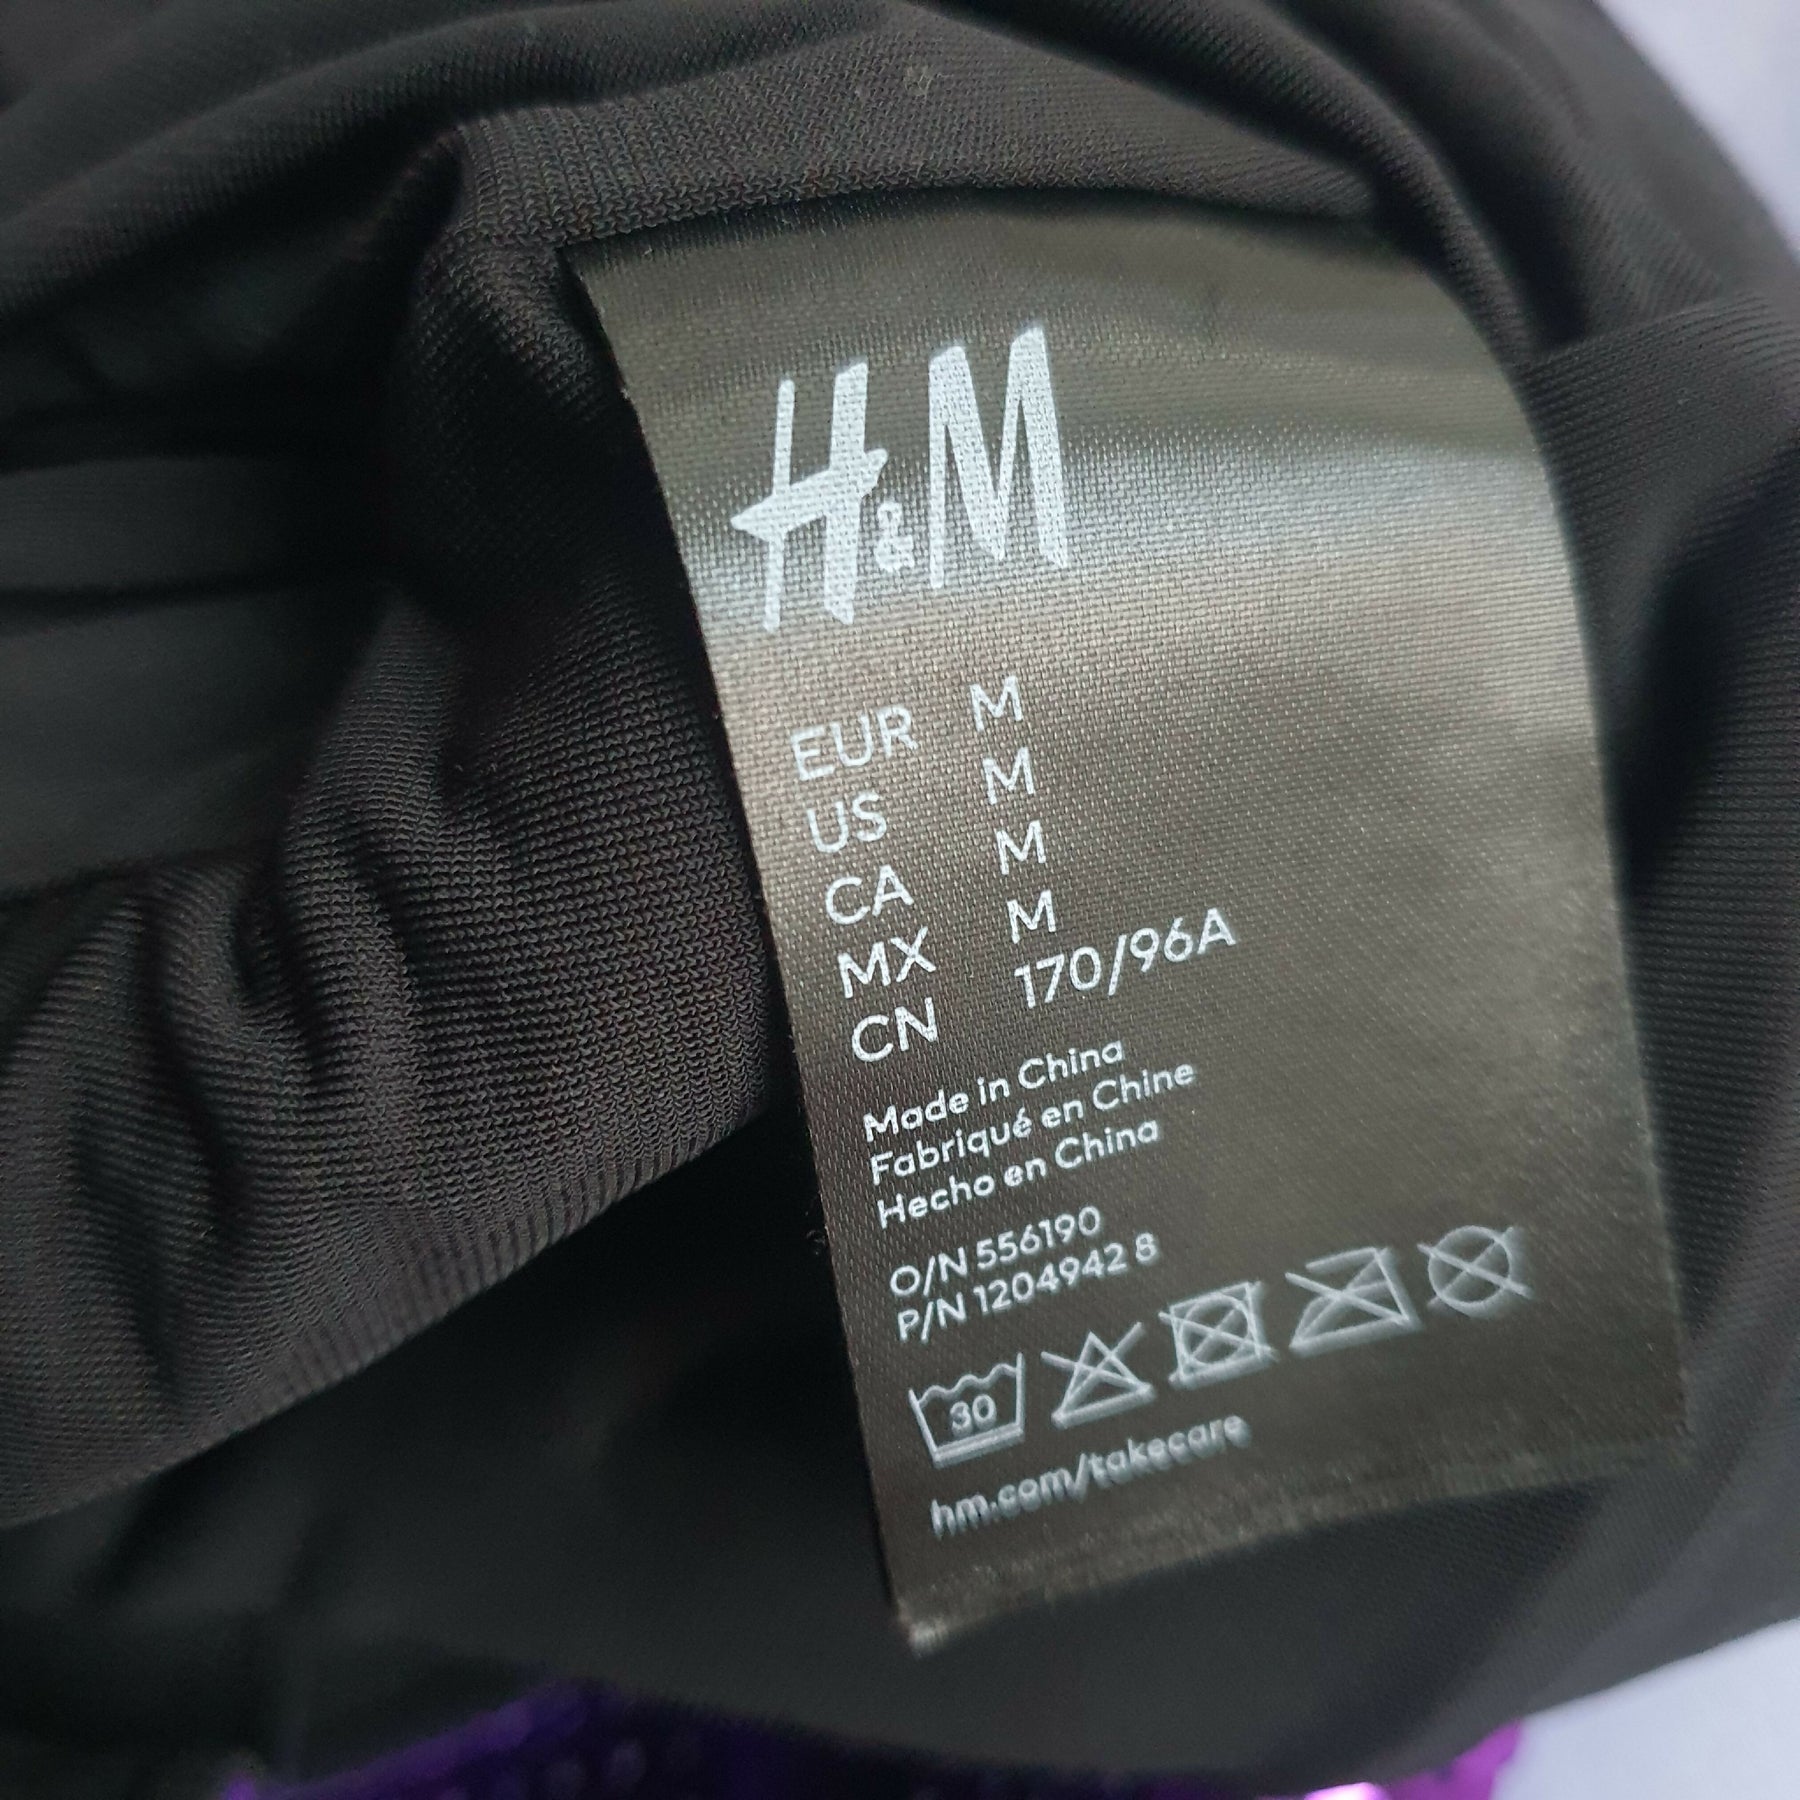 H&M
EUR M
US M
CA M
MX M
CN 170/96A
Made in China
Fabriqué en Chine
Hecho en China
O/N 556190
P/N 1204942 8
30
hm.com/takecare